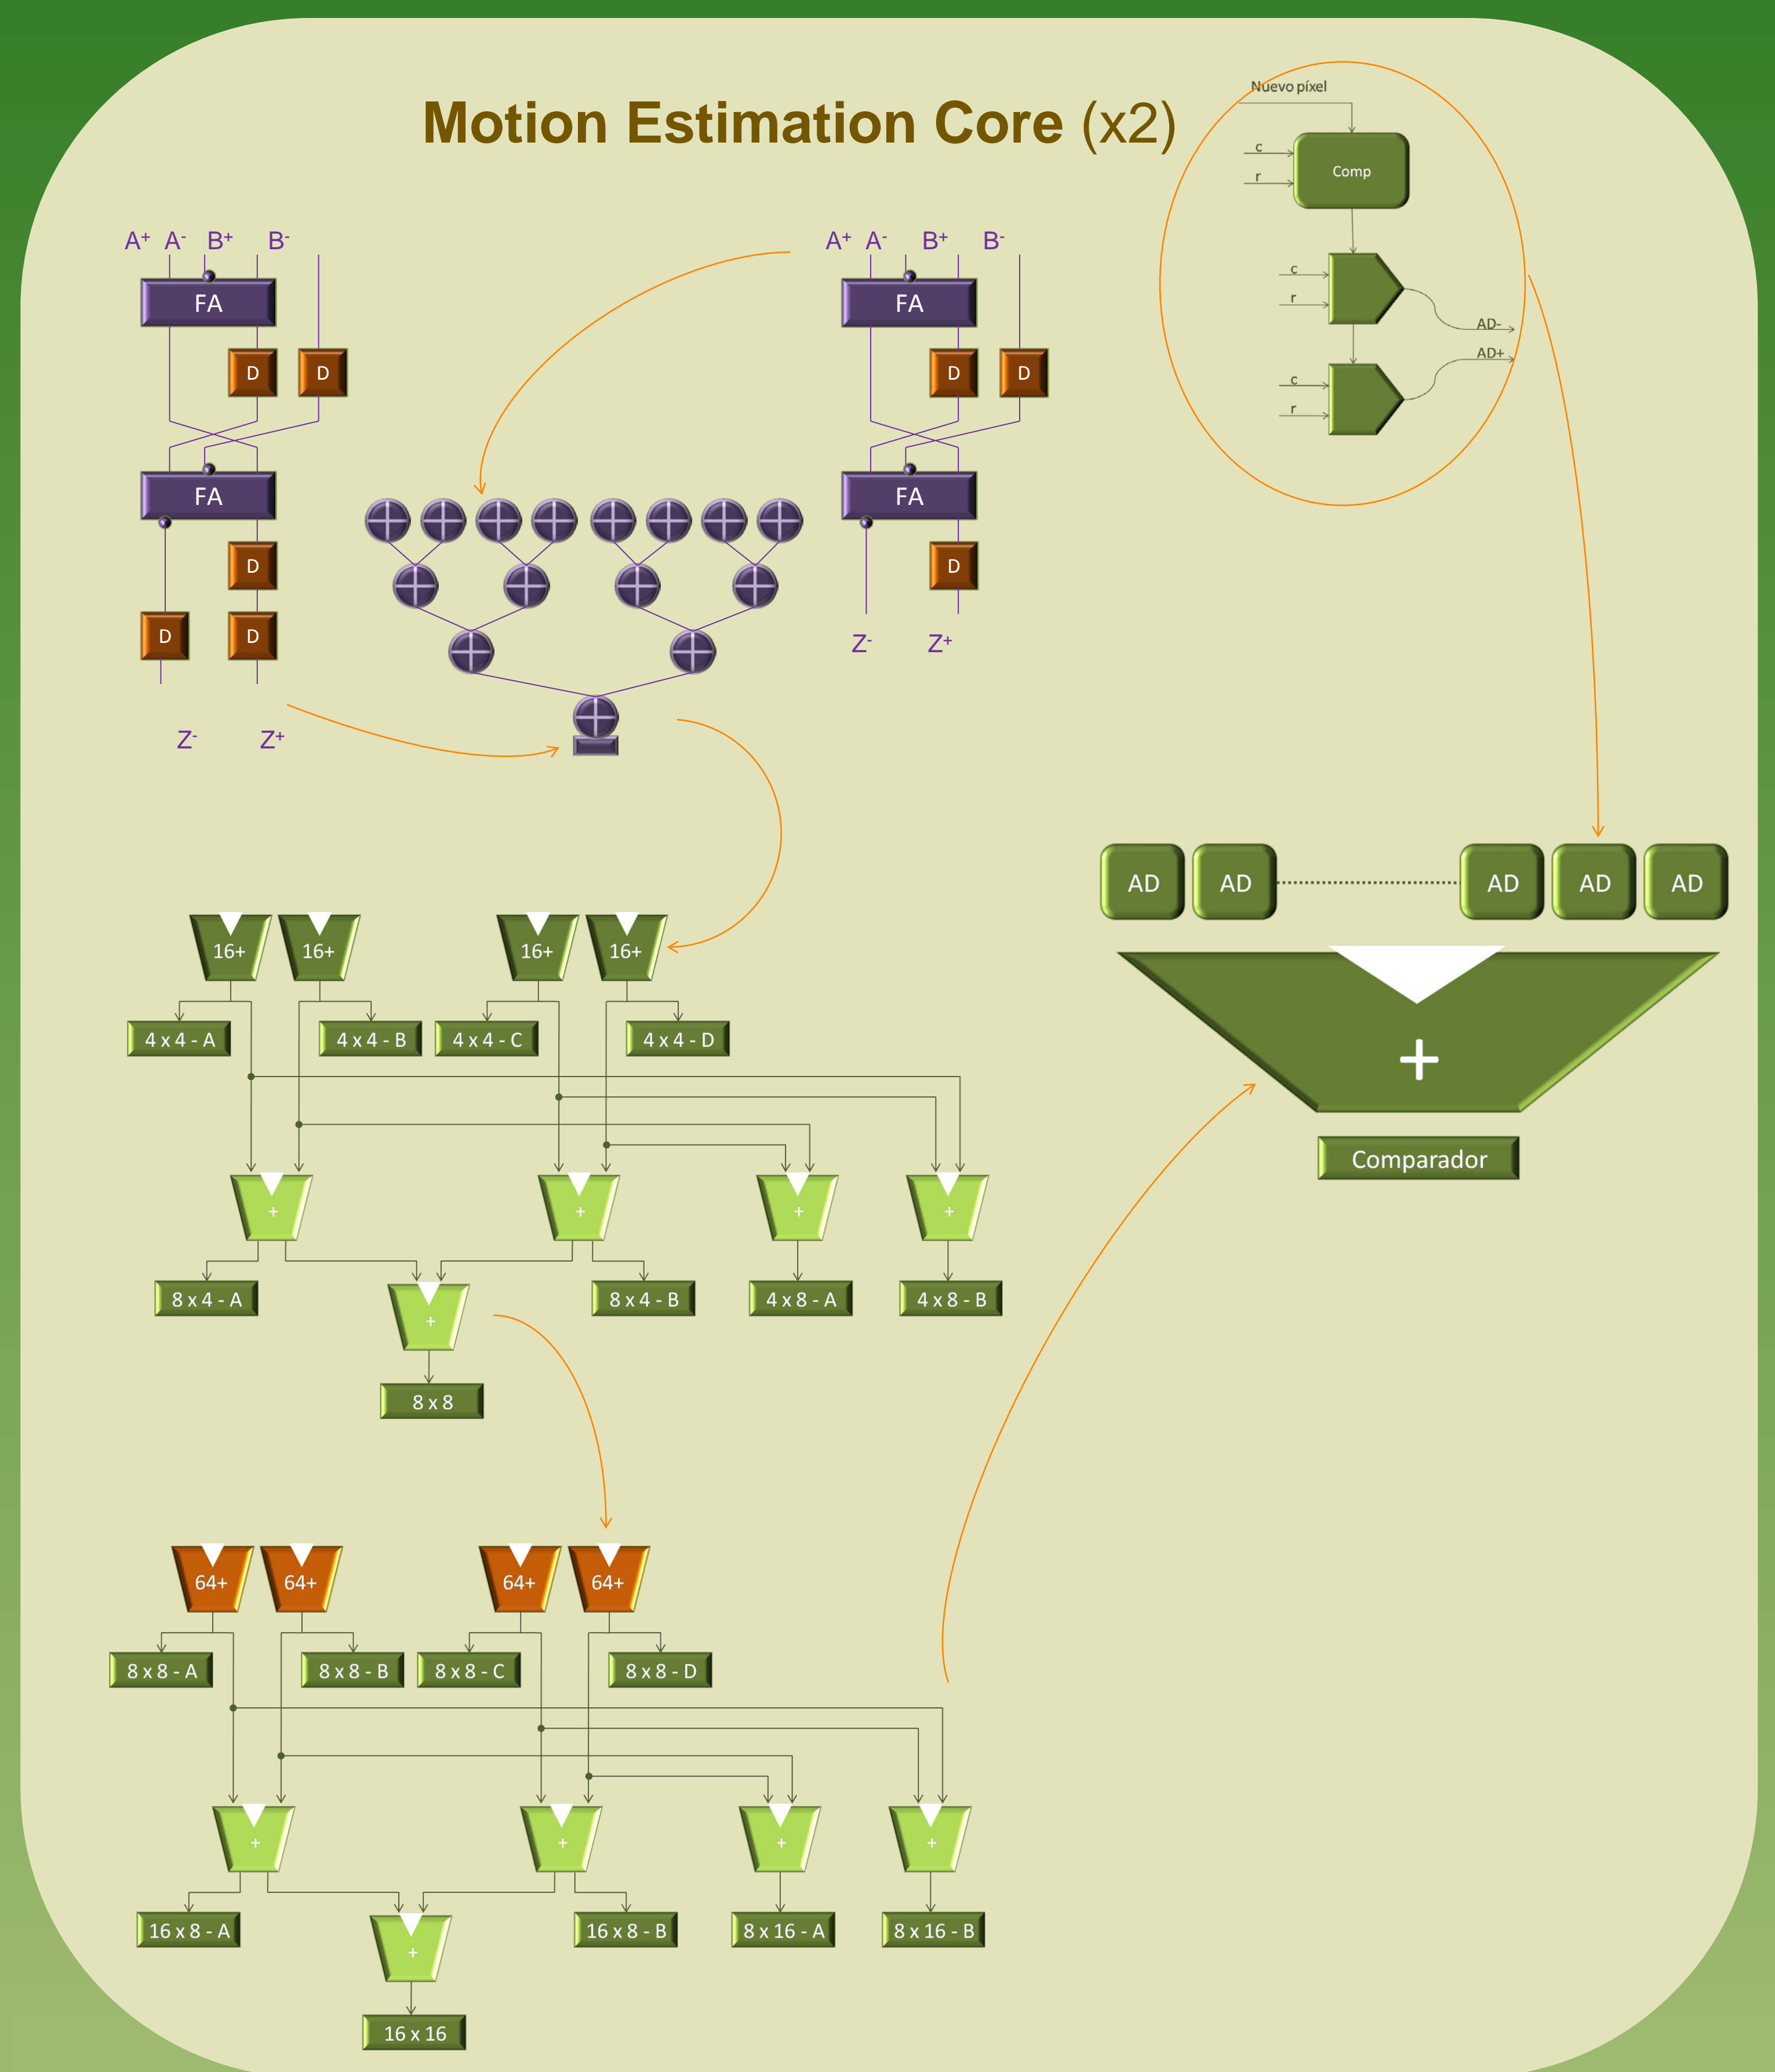 Motion Estimation Core (x2)
Nuevo píxel
c
r
Comp
c
r
AD-
AD+
c
r
A+ A- B+ B-
FA
D D
FA
D
D D
Z- Z+
A+ A- B+ B-
FA
D D
FA
D
Z- Z+
AD AD AD AD AD
+
Comparador
16+ 16+ 16+ 16+
4 x 4 - A 4 x 4 - B 4 x 4 - C 4 x 4 - D
+ + + +
8 x 4 - A 8 x 4 - B 4 x 8 - A 4 x 8 - B
+
8 x 8
64+ 64+ 64+ 64+
8 x 8 - A 8 x 8 - B 8 x 8 - C 8 x 8 - D
+ + + +
16 x 8 - A 16 x 8 - B 8 x 16 - A 8 x 16 - B
+
16 x 16